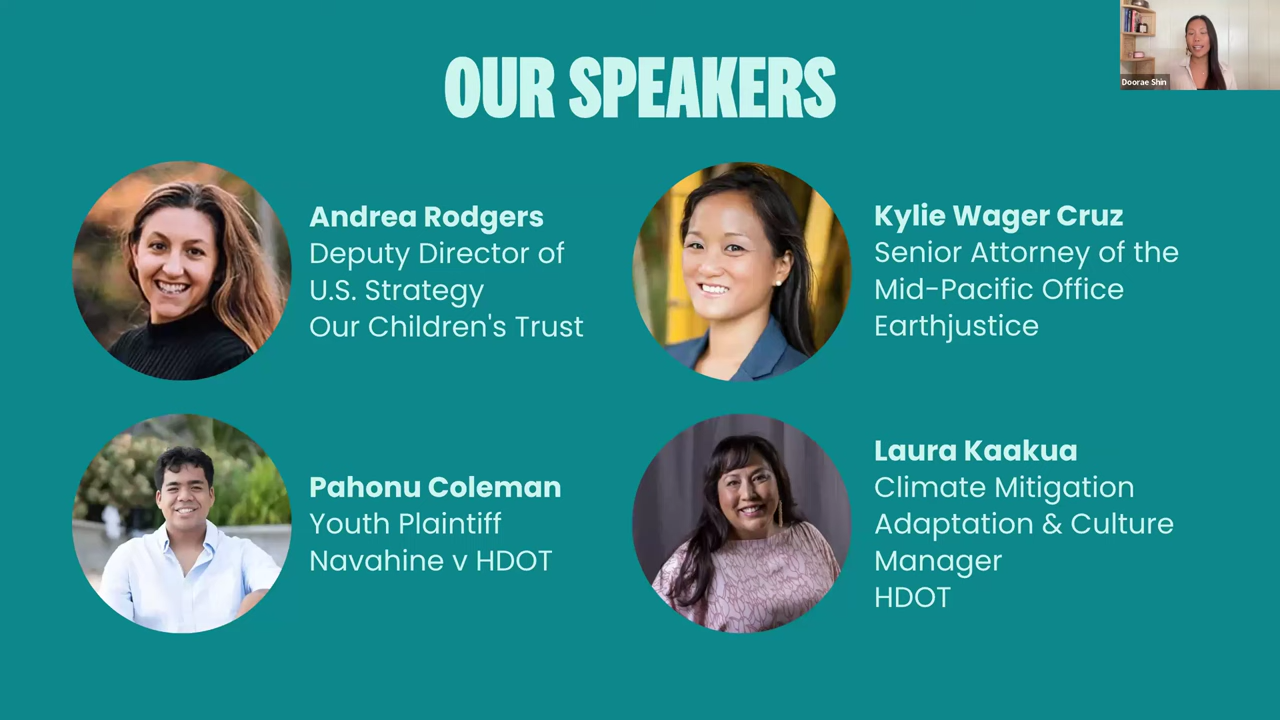 OUR SPEAKERS
Doorae Shin
Andrea Rodgers
Deputy Director of
U.S. Strategy
Our Children's Trust
Kylie Wager Cruz
Senior Attorney of the
Mid-Pacific Office
Earthjustice
Pahonu Coleman
Youth Plaintiff
Navahine v HDOT
Laura Kaakua
Climate Mitigation
Adaptation & Culture
Manager
HDOT